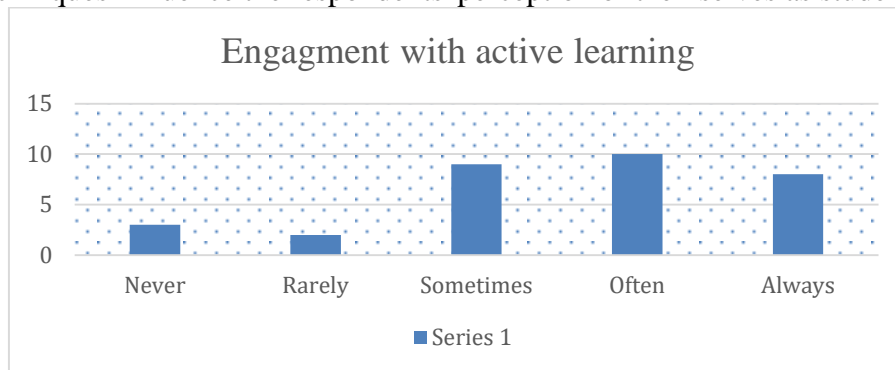 Engagment with active learning
15
10
5
0
Never Rarely Sometimes Often Always
Series 1